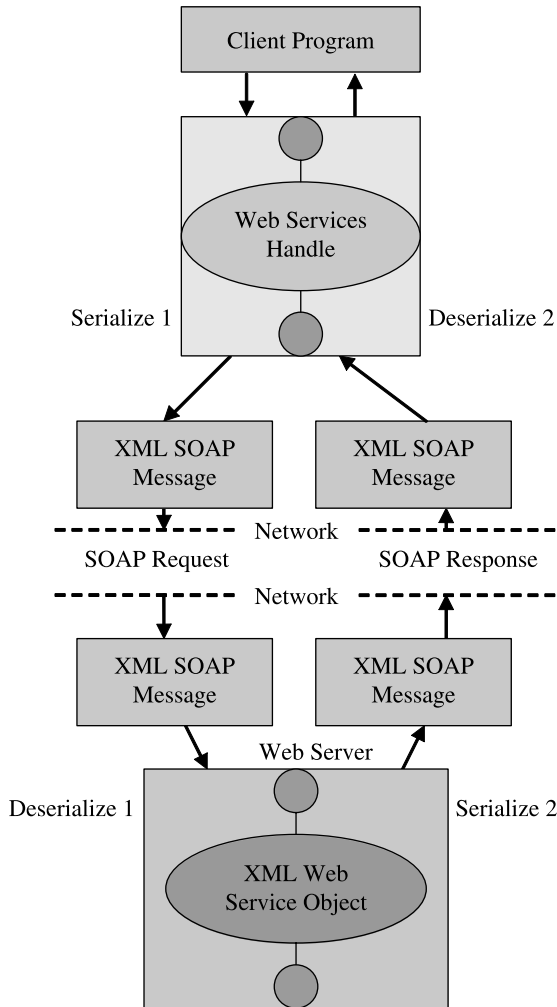 Client Program
Web Services
Handle
Serialize 1
Deserialize 2
XML SOAP
Message
XML SOAP
Message
Network
SOAP Request
SOAP Response
Network
XML SOAP
Message
XML SOAP
Message
Web Server
Deserialize 1
Serialize 2
XML Web
Service Object